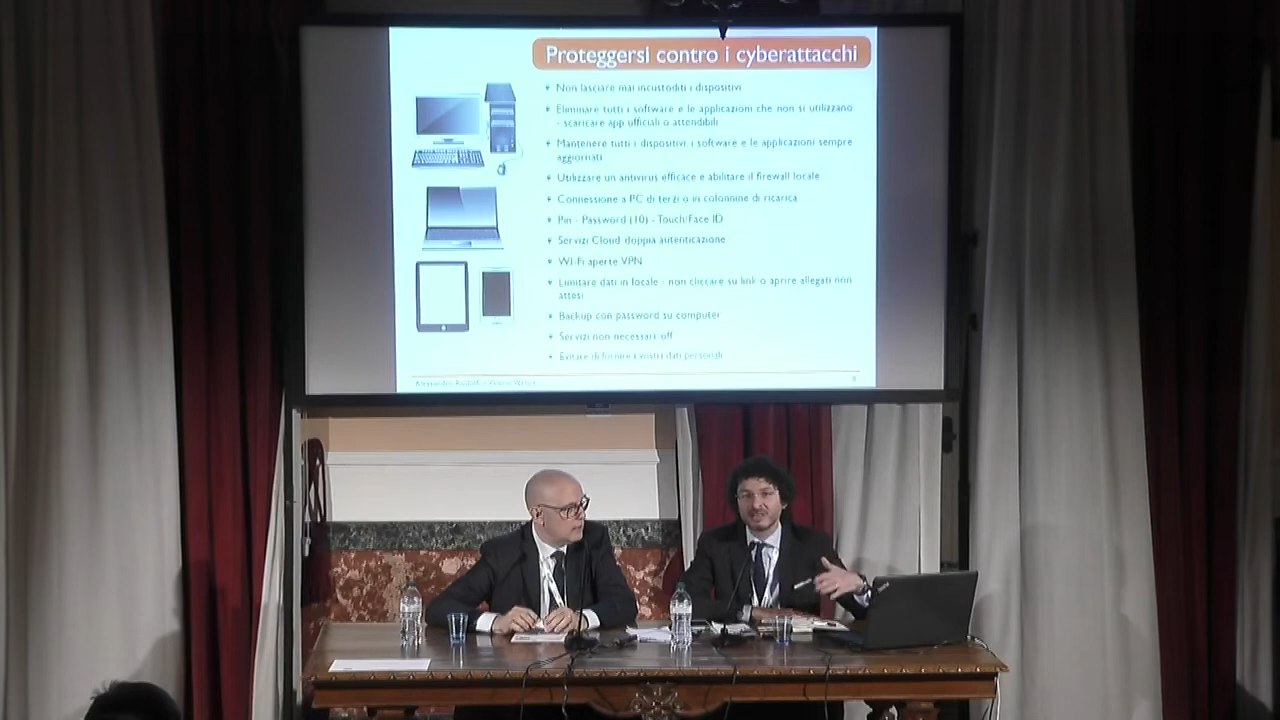 Proteggersi contro i cyberattacchi
Non lasciare mai incustoditi i dispositivi
Eliminare tutti i software e le applicazioni che non si utilizzano
- scaricare app ufficiali o attendibili
Mantenere tutti i dispositivi, i software e le applicazioni sempre
aggiornati
Utilizzare un antivirus efficace e abilitare il firewall locale
Connessione a PC di terzi o in colonnine di ricarica
Pin - Password (10) - Touch/Face ID
Servizi Cloud doppia autenticazione
Wi-Fi aperte VPN
Limitare dati in locale - non cliccare su link o aprire allegati non
attesi
Backup con password su computer
Servizi non necessari off
Evitare di fornire i vostri dati personali
8